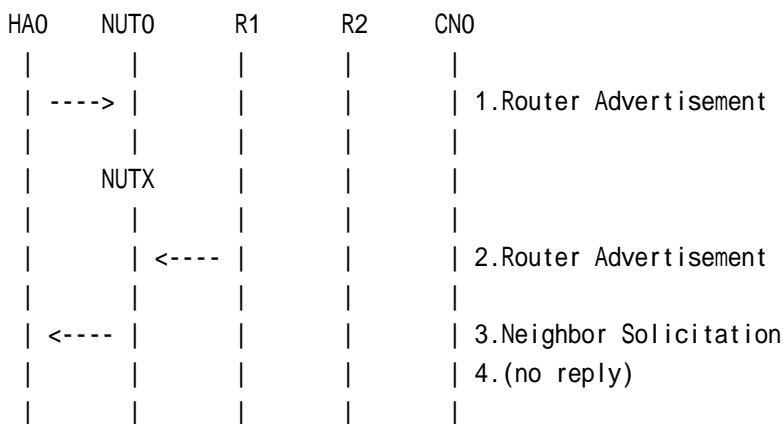 HA0 NUT0 R1 R2 CN0
| | | | |
| ----> | | | | 1.Router Advertisement
| | | | |
| NUTX | | |
| | | | |
| | <---- | | | 2.Router Advertisement
| | | | |
| <---- | | | | 3.Neighbor Solicitation
| | | | | 4.(no reply)
| | | | |